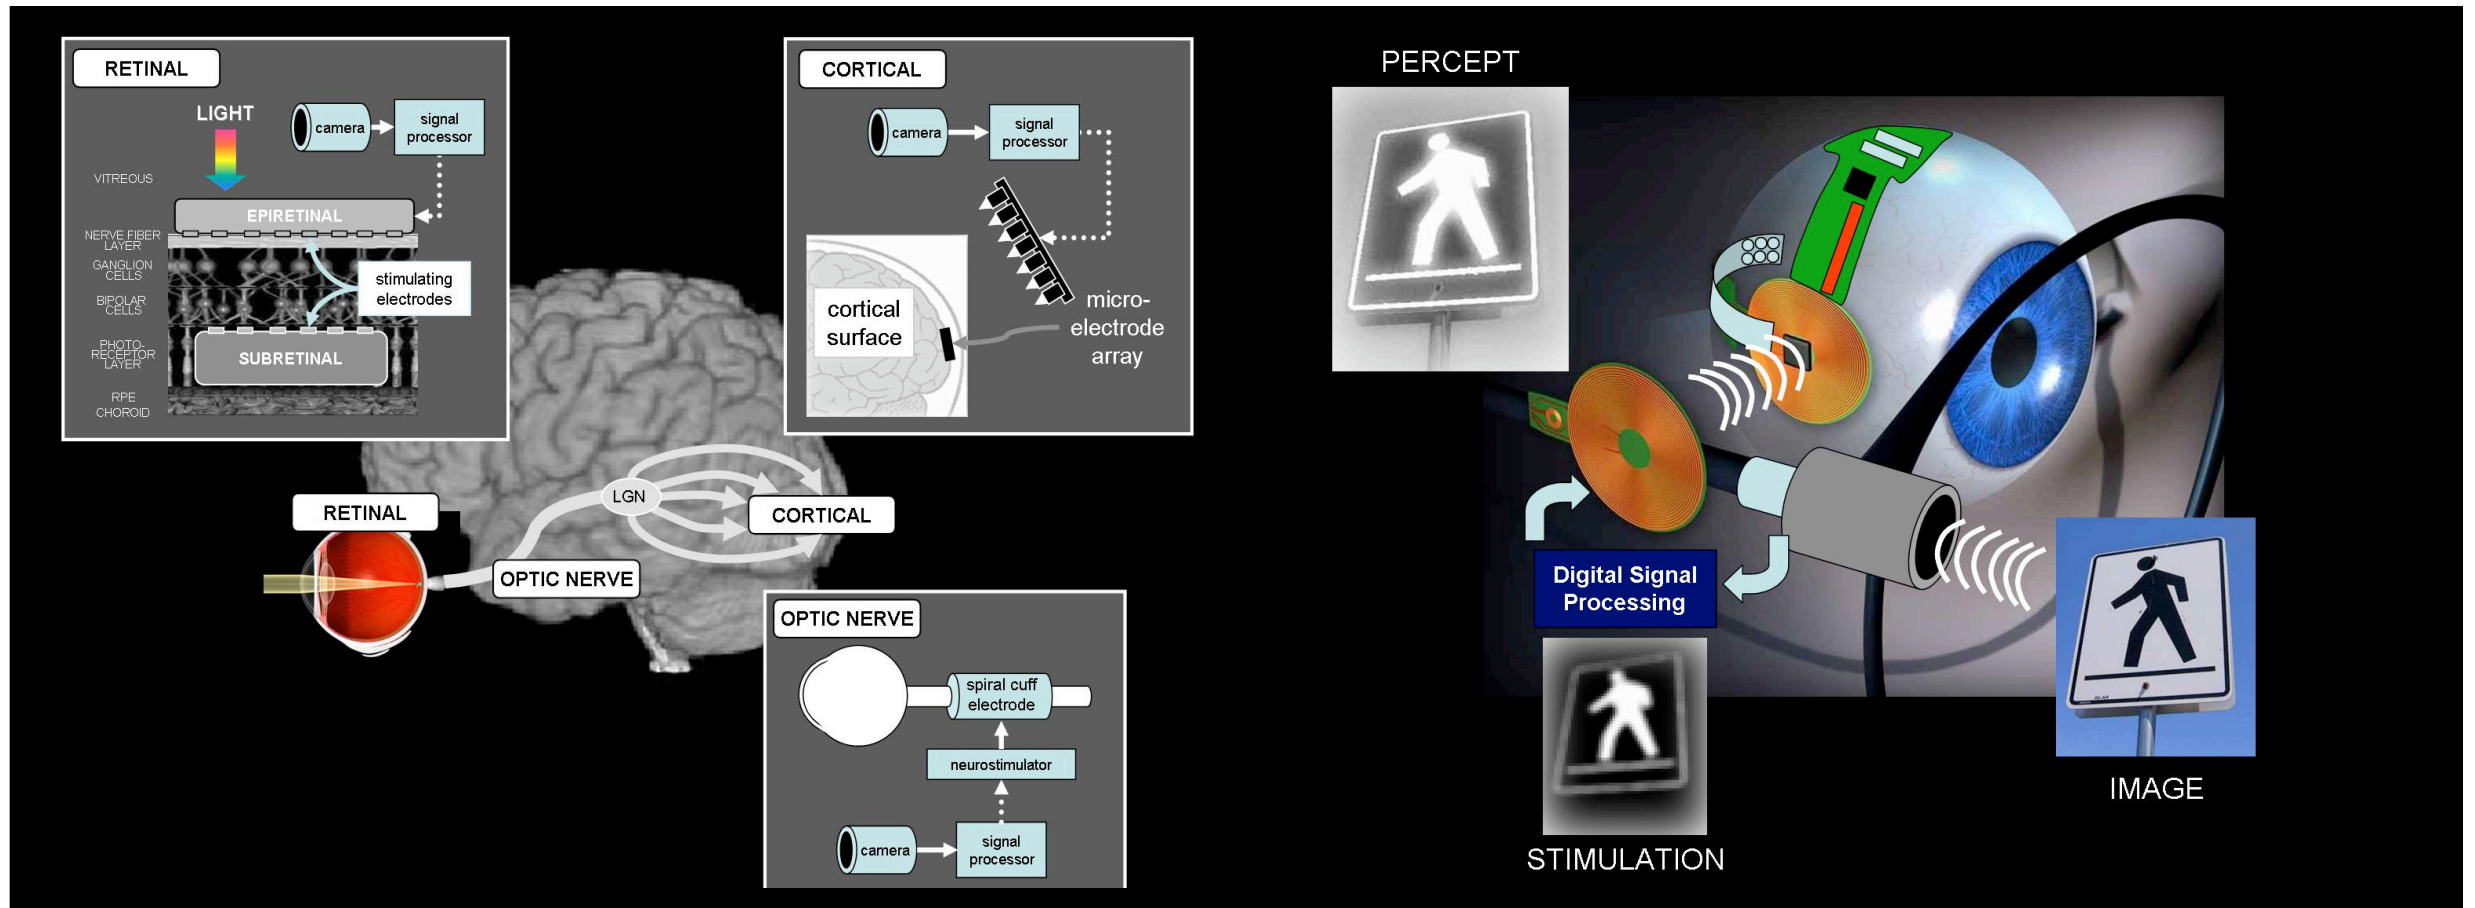 RETINAL
LIGHT
camera
signal
processor
VITREOUS
EPIRETINAL
NERVE FIBER
LAYER
GANGLION
CELLS
stimulating
electrodes
BIPOLAR
CELLS
PHOTO-
RECEPTOR
LAYER
SUBRETINAL
RPE
CHOROID
CORTICAL
camera
signal
processor
cortical
surface
micro-
electrode
array
RETINAL
LGN
CORTICAL
OPTIC NERVE
OPTIC NERVE
spiral cuff
electrode
neurostimulator
camera
signal
processor
PERCEPT
Digital Signal
Processing
STIMULATION
IMAGE